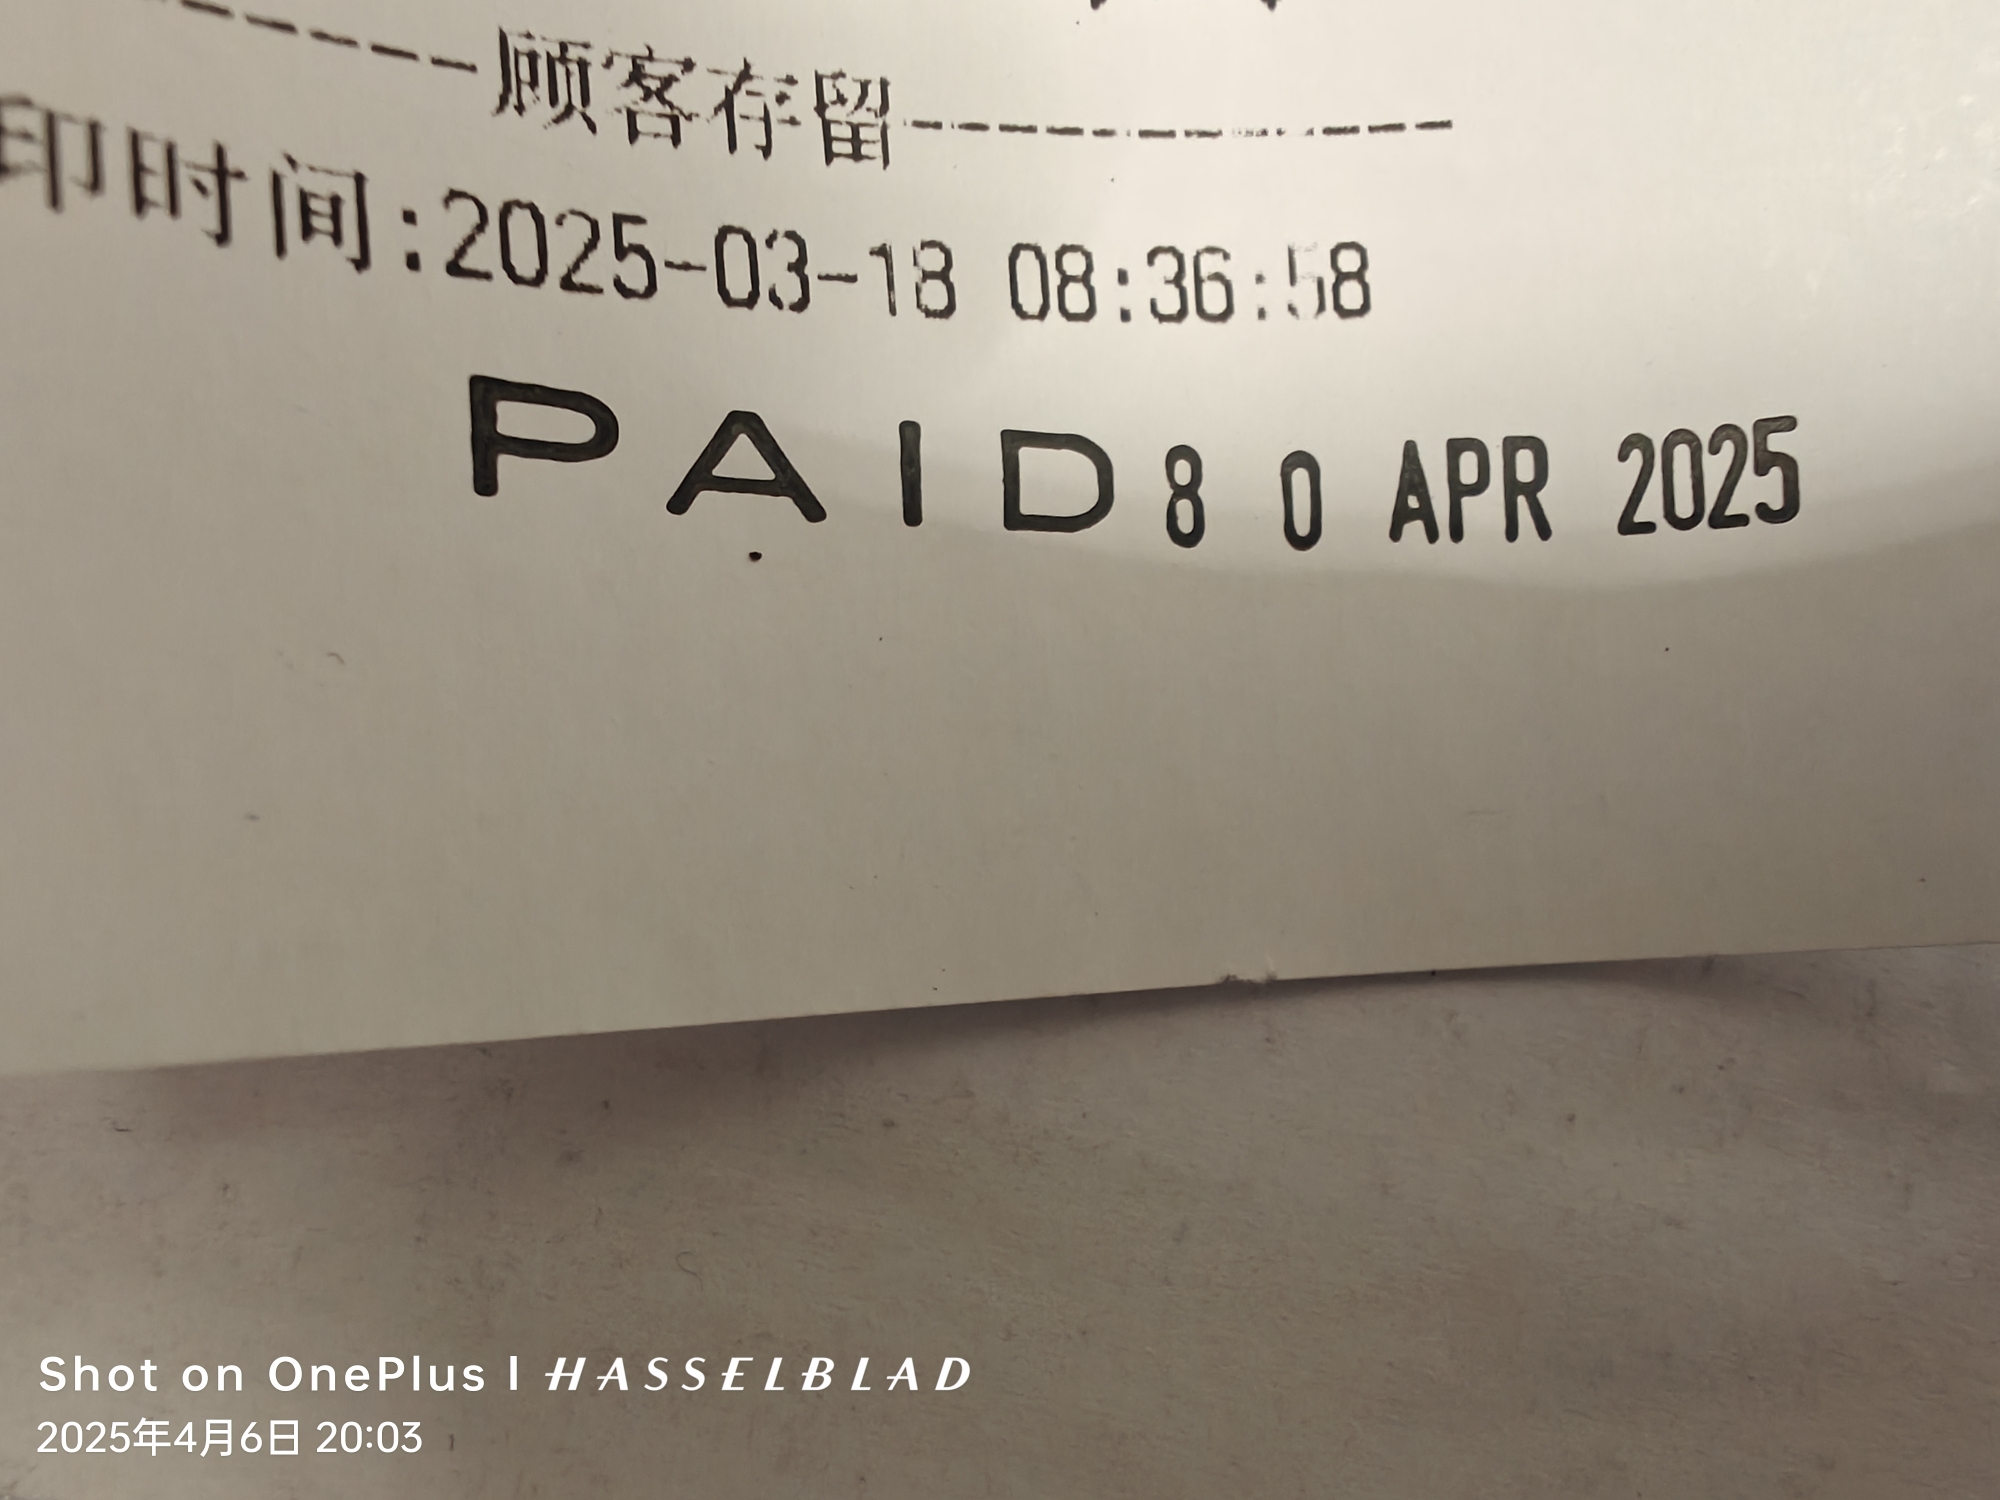 ---------顾客存留--------------
印时间:2025-03-18 08:36:58
PAID 8 0 APR 2025
Shot on OnePlus | HASSELBLAD
2025年4月6日 20:03